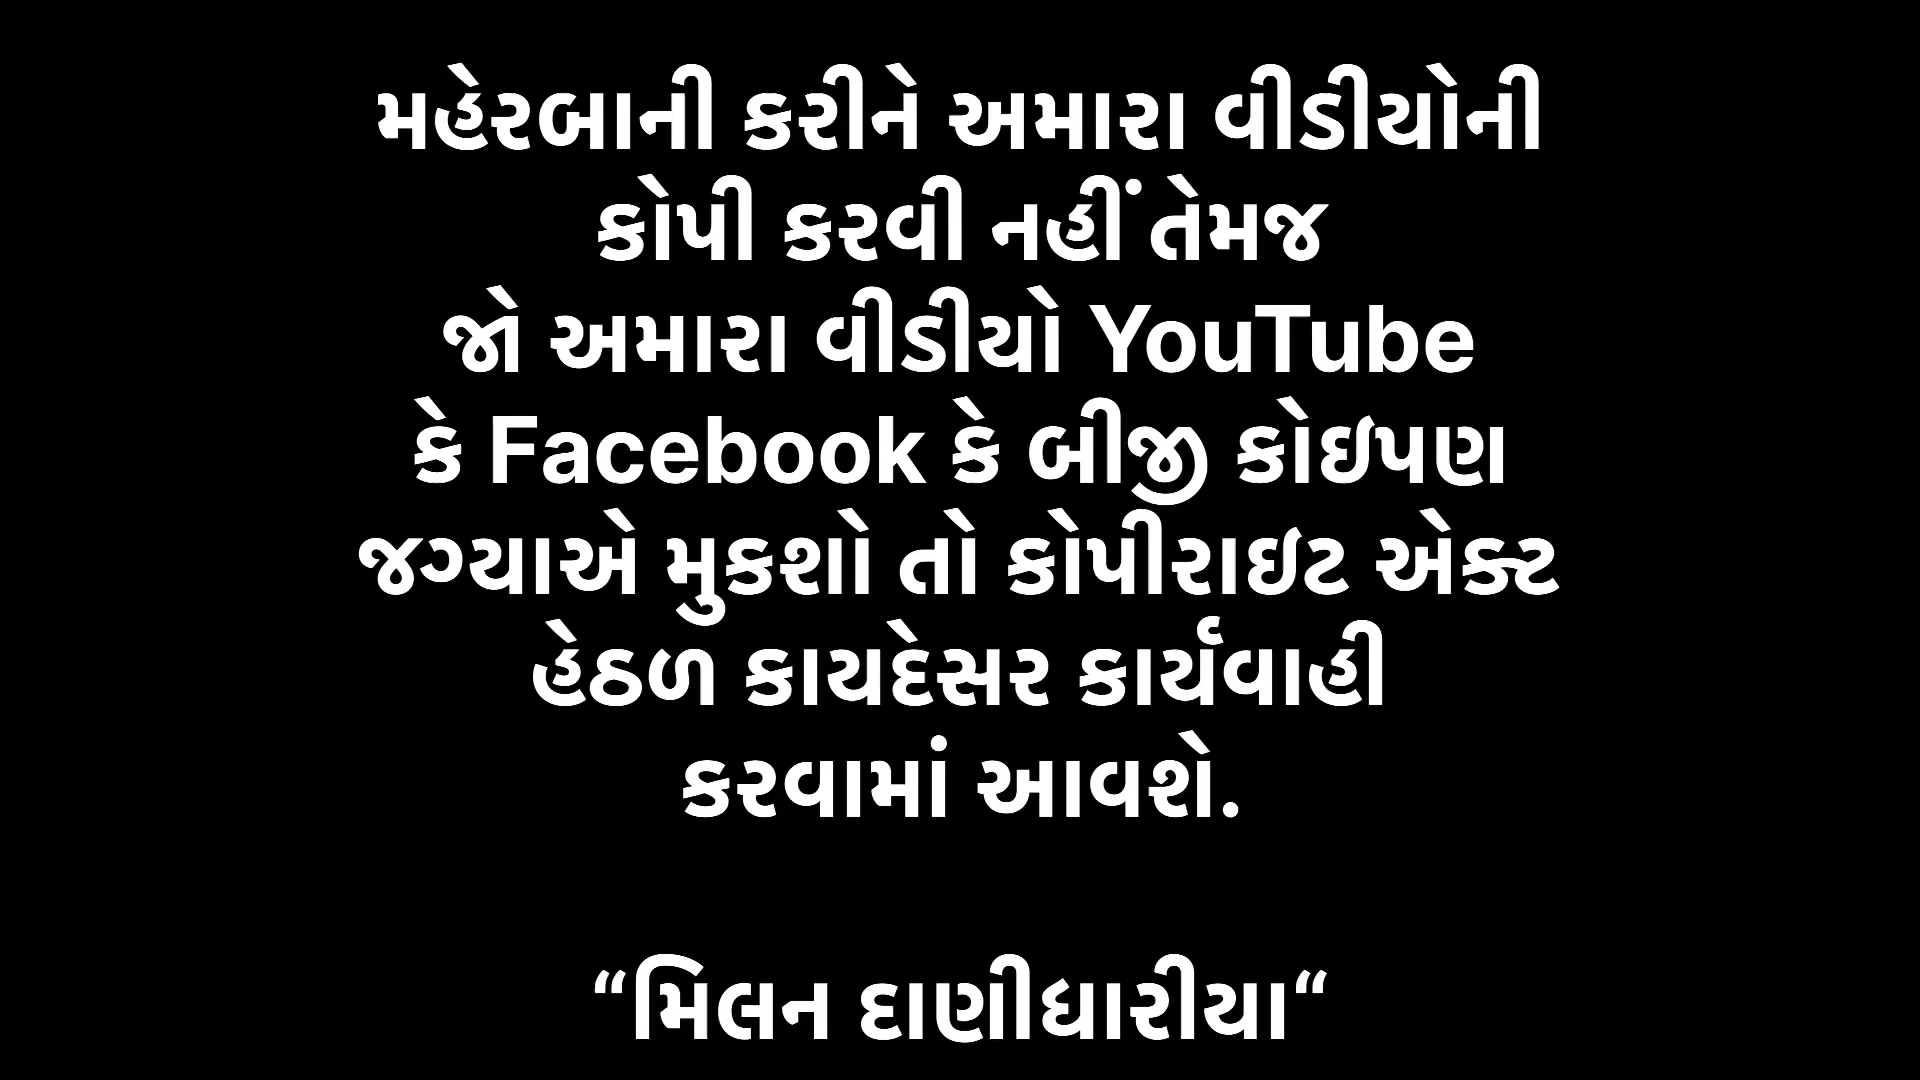 મહેરબાની કરીને અમારા વીડીયોની
કોપી કરવી નહીં તેમજ
જો અમારા વીડીયો YouTube
કે Facebook કે બીજી કોઇપણ
જગ્યાએ મુકશો તો કોપીરાઇટ એક્ટ
હેઠળ કાયદેસર કાર્યવાહી
કરવામાં આવશે.
“મિલન દાણીધારીયા“